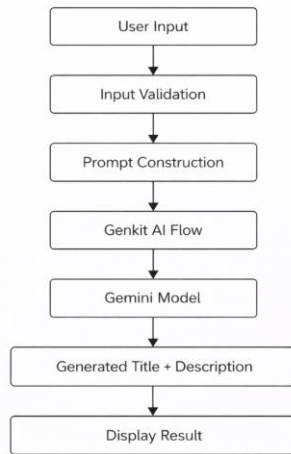 User Input
Input Validation
Prompt Construction
Genkit AI Flow
Gemini Model
Generated Title + Description
Display Result